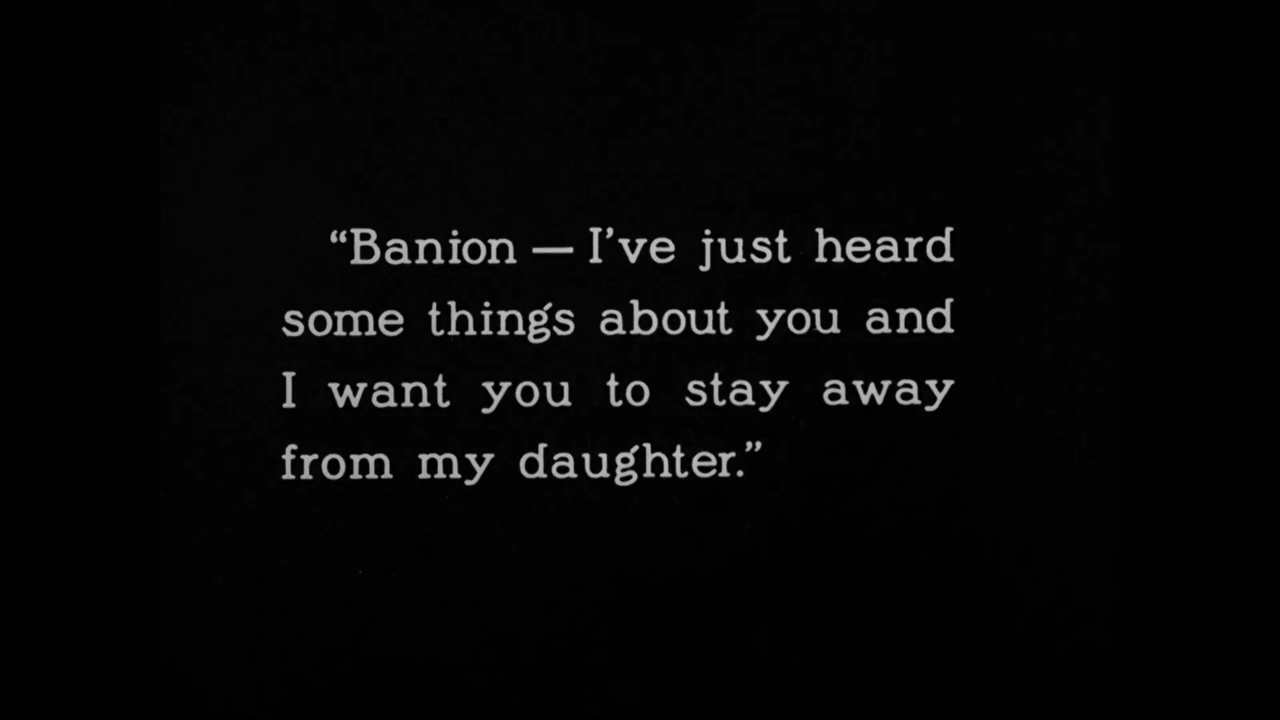 “Banion — I’ve just heard
some things about you and
I want you to stay away
from my daughter.”